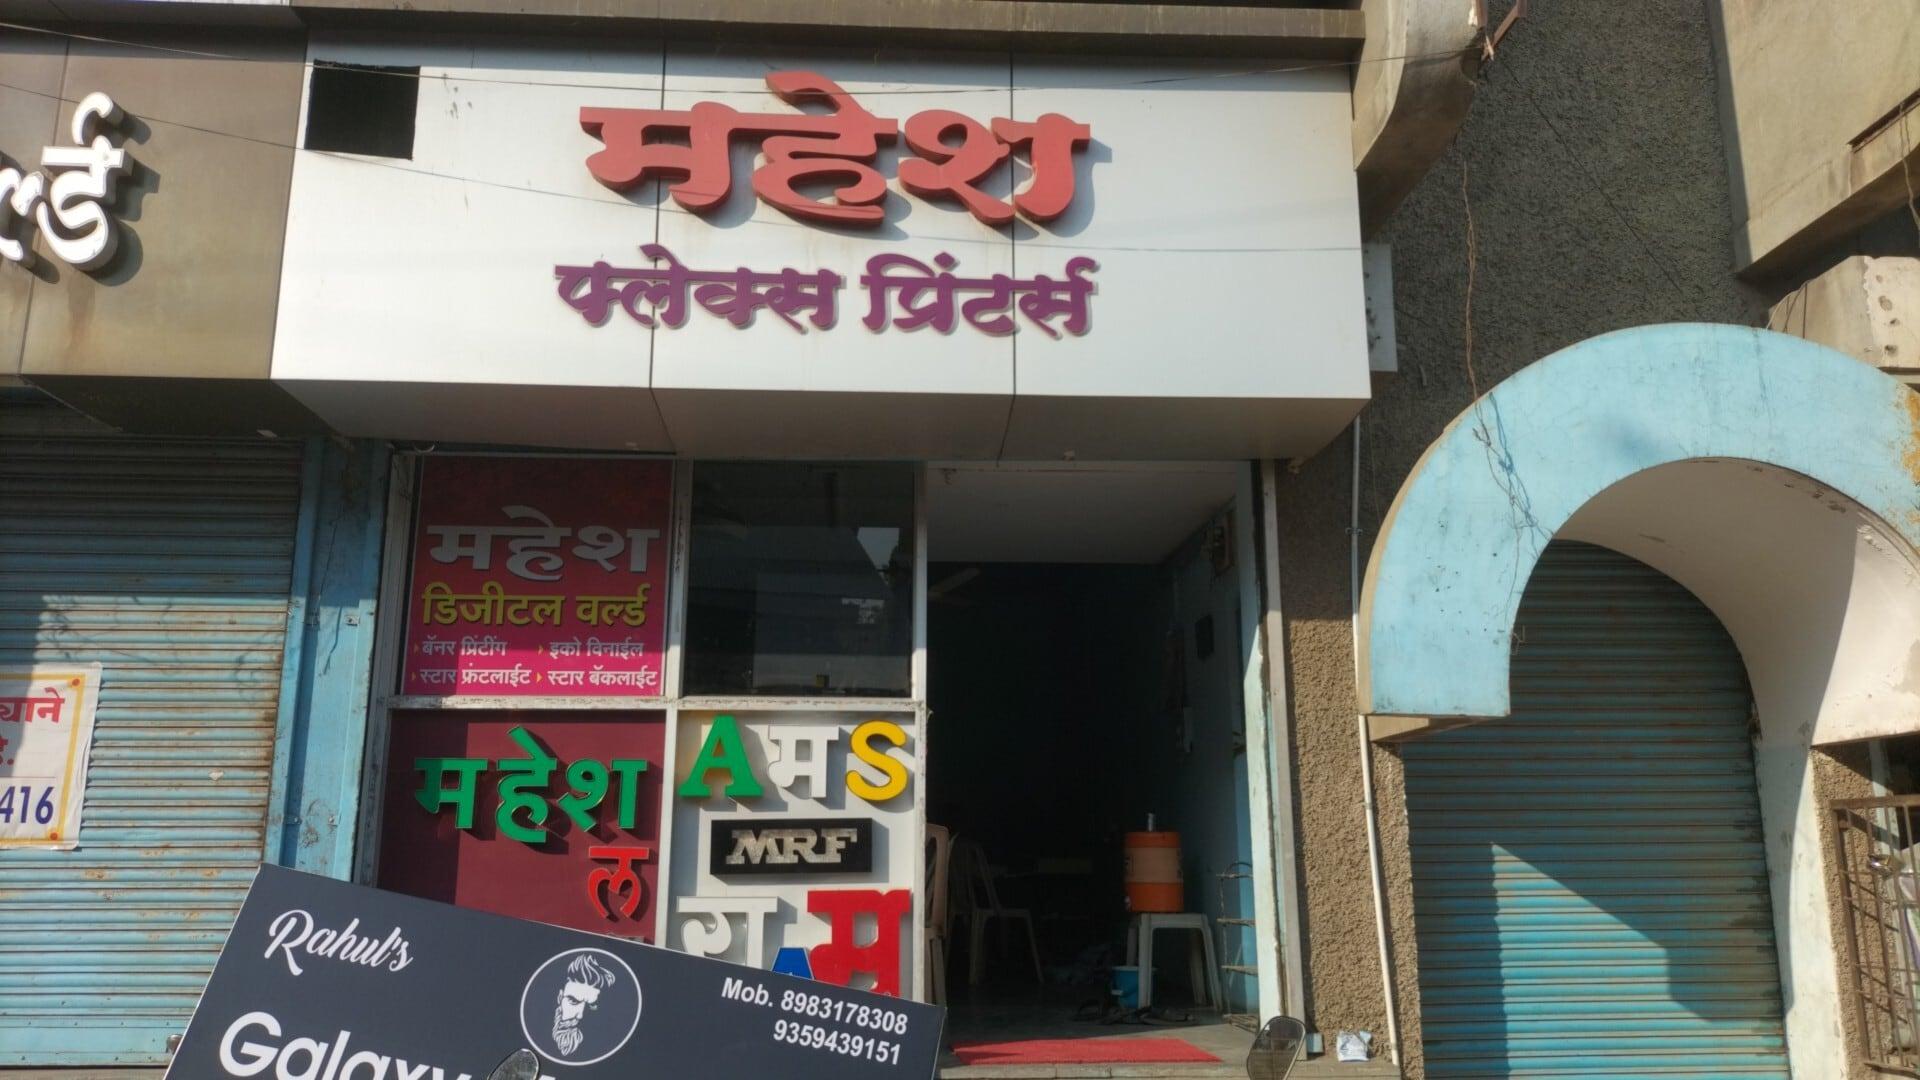 र्ल्ड
महेश
फ्लेक्स प्रिंटर्स
महेश
डिजीटल वर्ल्ड
बॅनर प्रिंटींग इको विनाईल
स्टार फ्रंटलाईट स्टार बॅकलाईट
महेश
ल
A म S
MRF
रा म
A
416
Rahul's
Galaxy
Mob. 8983178308
9359439151